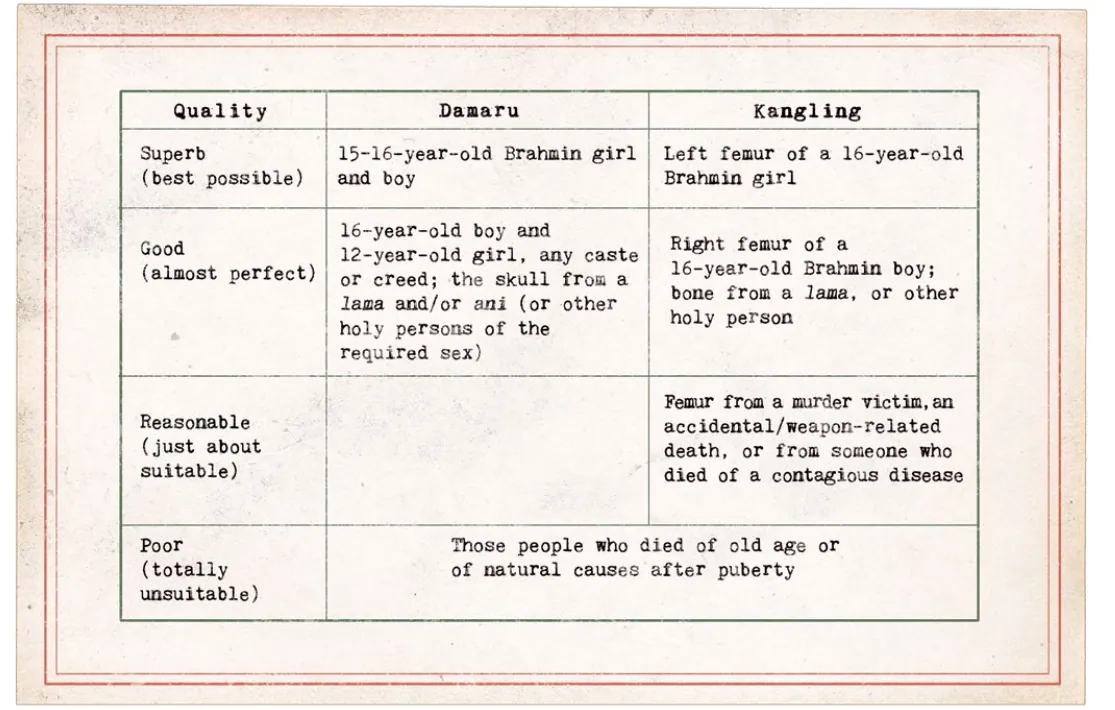 Quality Damaru Kangling
Superb
(best possible)
15-16-year-old Brahmin girl
and boy
Left femur of a 16-year-old
Brahmin girl
Good
(almost perfect)
16-year-old boy and
12-year-old girl, any caste
or creed; the skull from a
lama and/or ani (or other
holy persons of the
required sex)
Right femur of a
16-year-old Brahmin boy;
bone from a lama, or other
holy person
Reasonable
(just about
suitable)
Femur from a murder victim, an
accidental/weapon-related
death, or from someone who
died of a contagious disease
Poor
(totally
unsuitable)
Those people who died of old age or
of natural causes after puberty